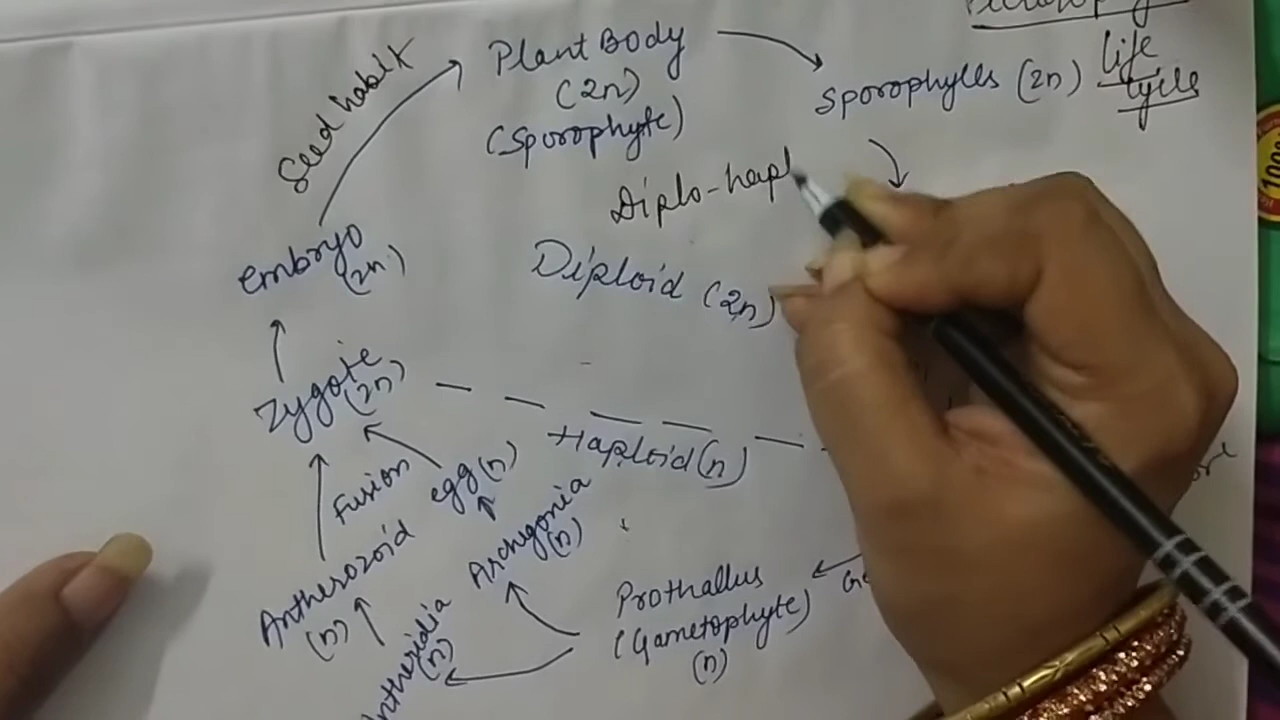 life
cycle
Plant Body
(2n)
(Sporophyte)
Sporophylls (2n)
Seed habit
Diplo-hapl
embryo
(2n)
Diploid (2n)
Zygote
(2n)
Haploid (n)
Fusion
egg (n)
Antherozoid
(n)
Archegonia
(n)
Prothallus
(Gametophyte)
(n)
(n)